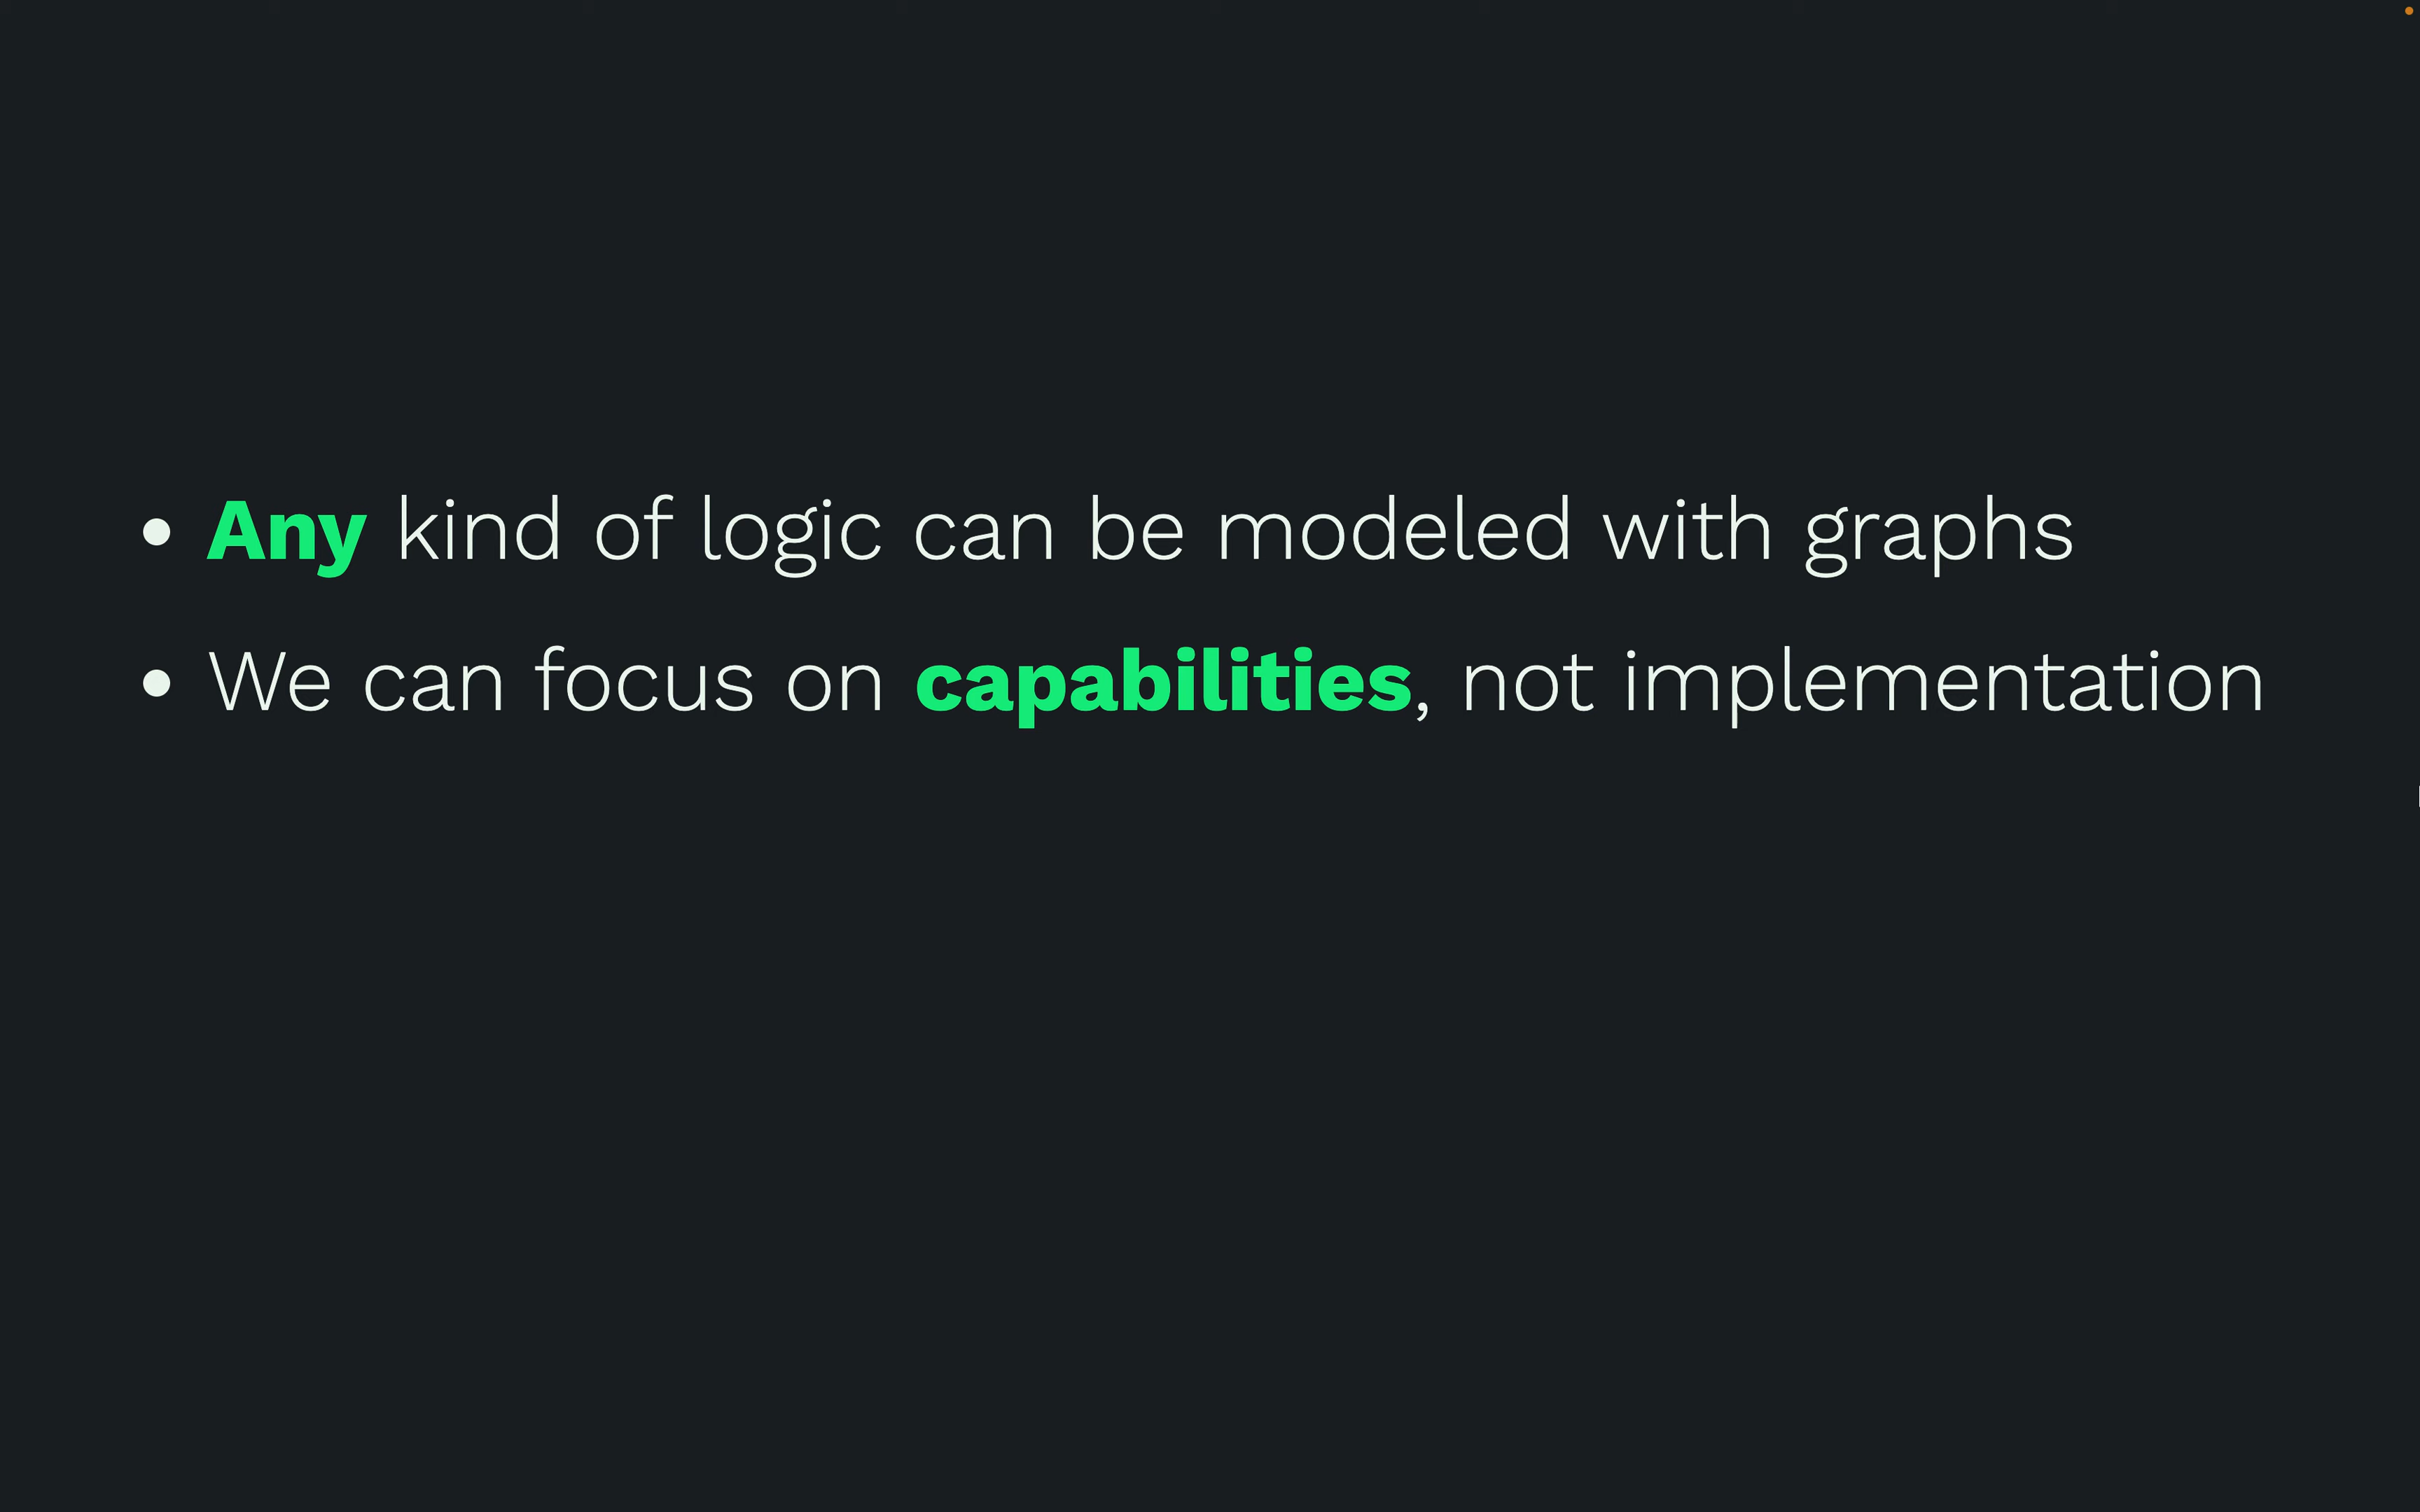 • Any kind of logic can be modeled with graphs
• We can focus on capabilities, not implementation